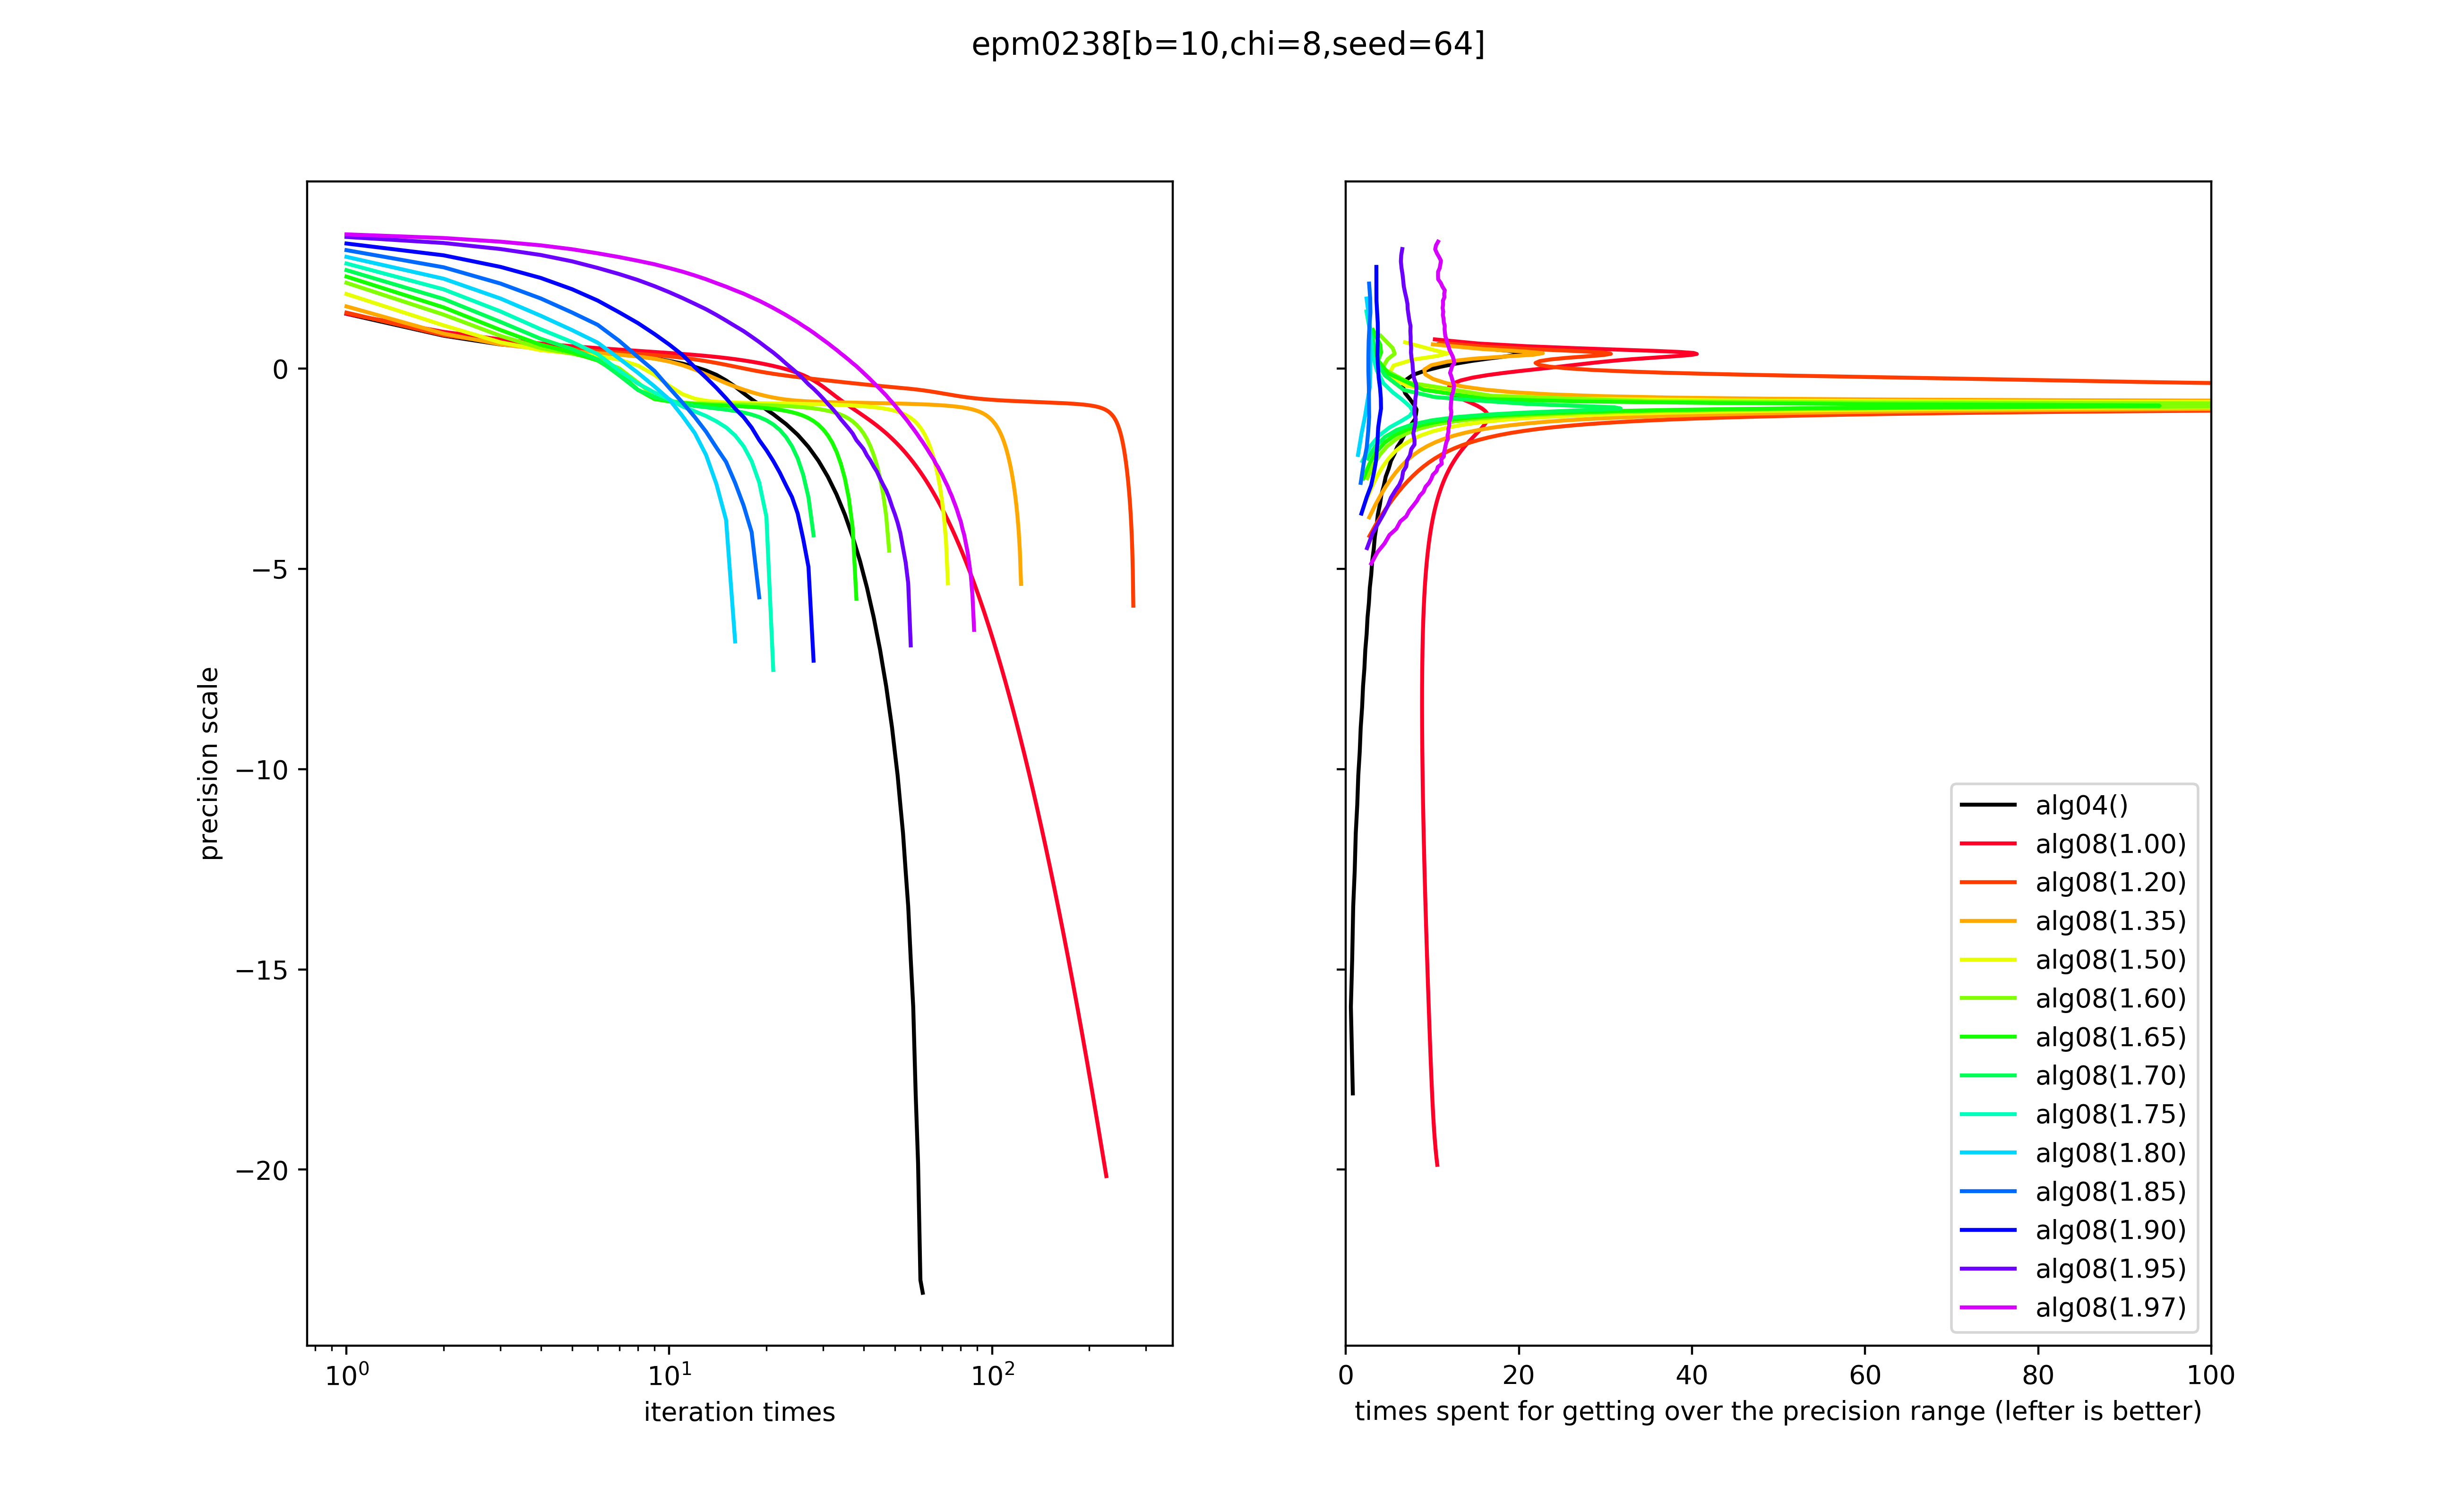 epm0238[b=10,chi=8,seed=64]
precision scale
0
−5
−10
−15
−20
10⁰
10¹
10²
iteration times
0
20
40
60
80
100
times spent for getting over the precision range (lefter is better)
alg04()
alg08(1.00)
alg08(1.20)
alg08(1.35)
alg08(1.50)
alg08(1.60)
alg08(1.65)
alg08(1.70)
alg08(1.75)
alg08(1.80)
alg08(1.85)
alg08(1.90)
alg08(1.95)
alg08(1.97)